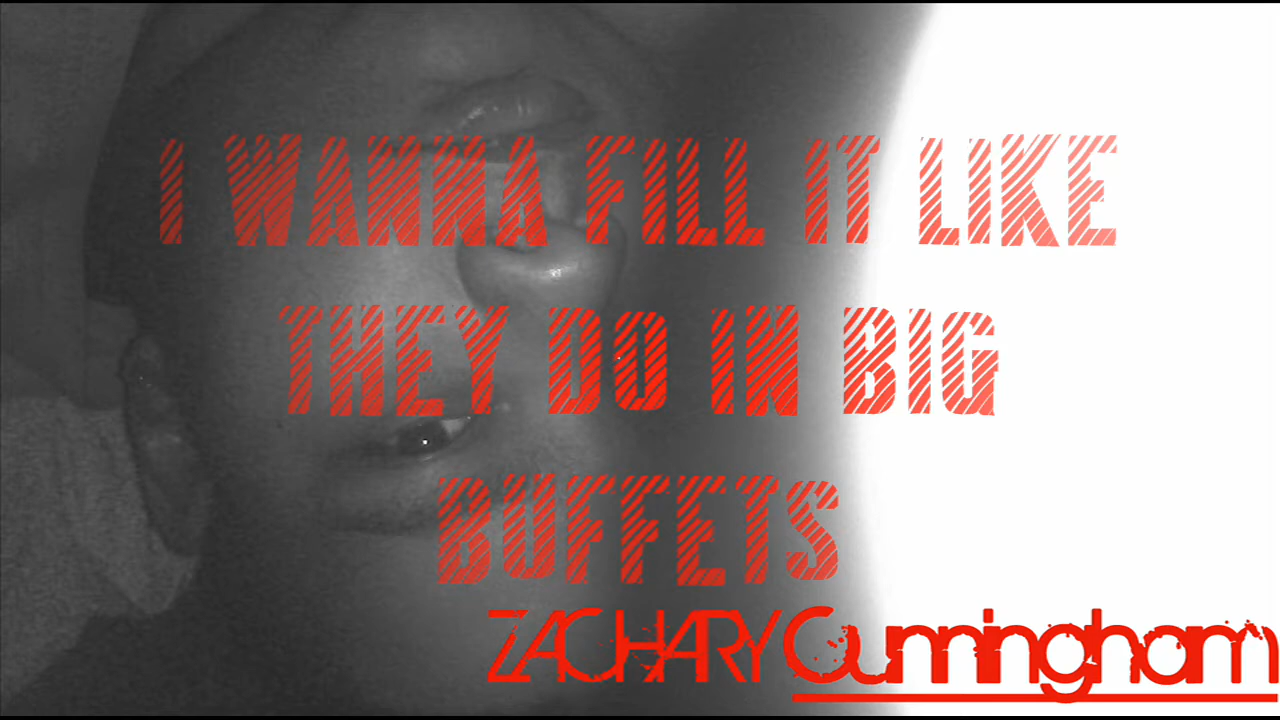 I WANNA FILL IT LIKE
THEY DO IN BIG
BUFFETS
ZACHARY Cunningham